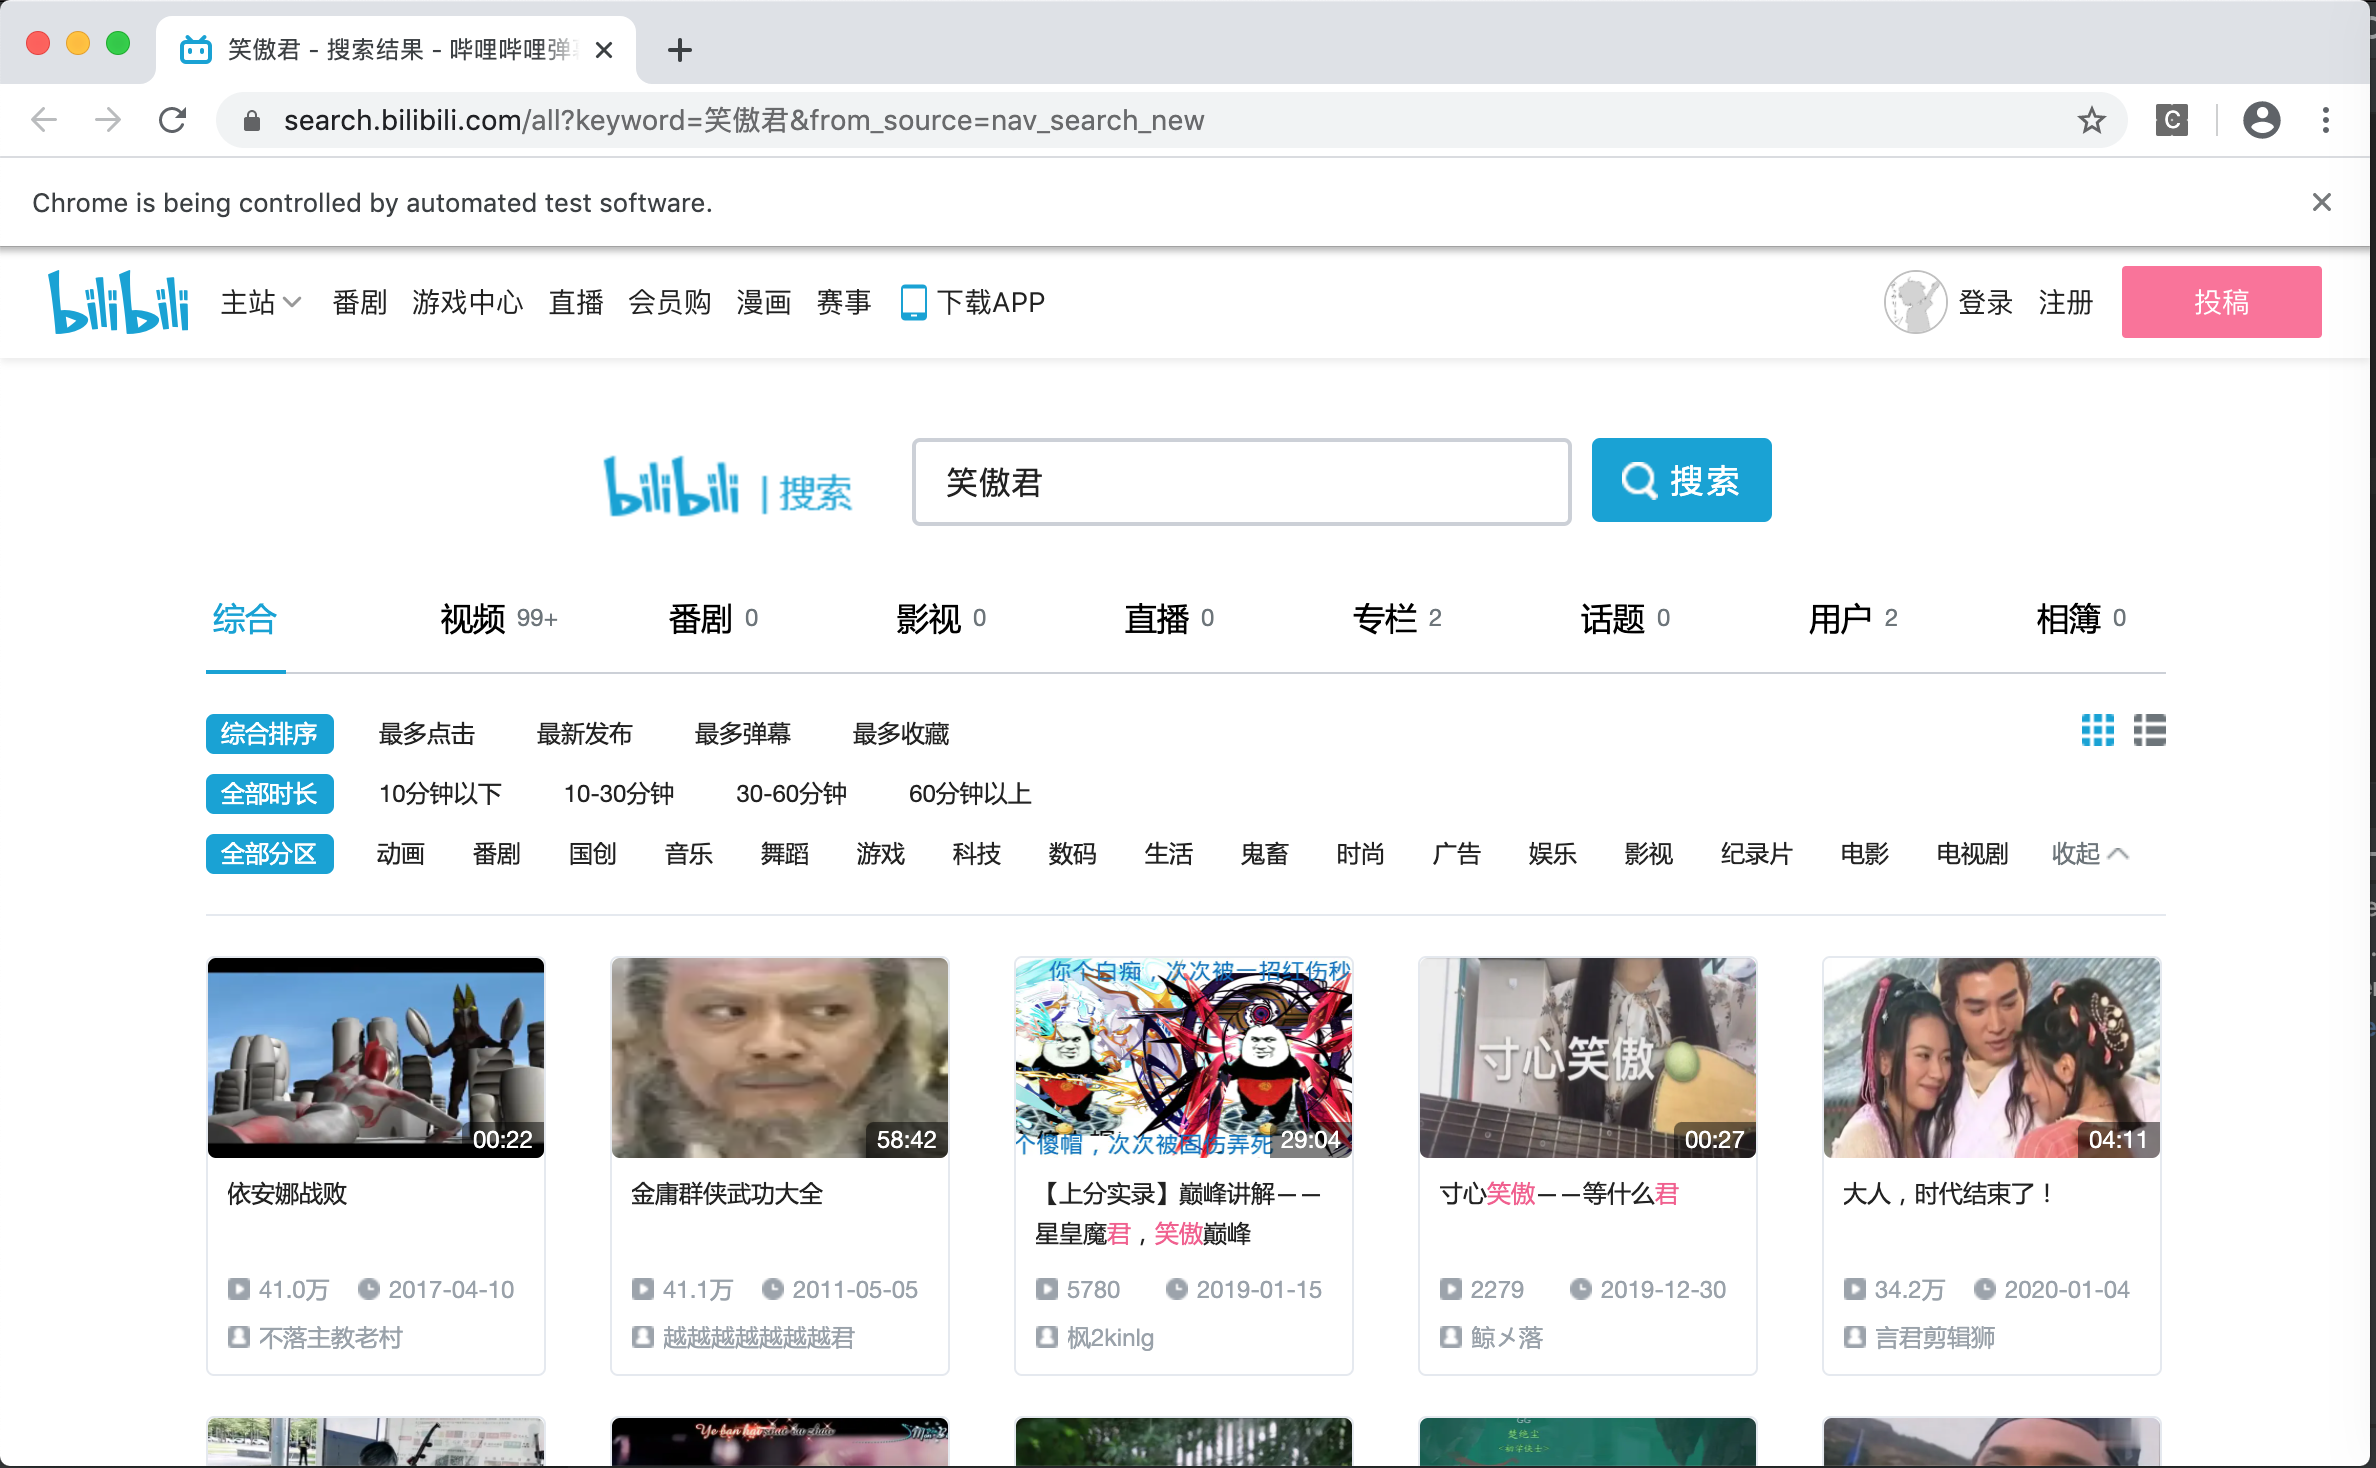 笑傲君 - 搜索结果 - 哔哩哔哩弹
search.bilibili.com/all?keyword=笑傲君&from_source=nav_search_new
C
Chrome is being controlled by automated test software.
bilibili 主站 番剧 游戏中心 直播 会员购 漫画 赛事 下载APP 登录 注册 投稿
bilibili | 搜索 笑傲君 搜索
综合 视频 99+ 番剧 0 影视 0 直播 0 专栏 2 话题 0 用户 2 相簿 0
综合排序 最多点击 最新发布 最多弹幕 最多收藏
全部时长 10分钟以下 10-30分钟 30-60分钟 60分钟以上
全部分区 动画 番剧 国创 音乐 舞蹈 游戏 科技 数码 生活 鬼畜 时尚 广告 娱乐 影视 纪录片 电影 电视剧 收起
00:22
依安娜战败
41.0万 2017-04-10
不落主教老村
58:42
金庸群侠武功大全
41.1万 2011-05-05
越越越越越越越君
你个白痴，次次被一招红伤秒
次次被固伤弄死
29:04
【上分实录】巅峰讲解——
星皇魔君，笑傲巅峰
5780 2019-01-15
枫2kinlg
寸心笑傲
00:27
寸心笑傲——等什么君
2279 2019-12-30
鲸メ落
04:11
大人，时代结束了！
34.2万 2020-01-04
言君剪辑狮
GG
楚绝尘
<初学侠士>